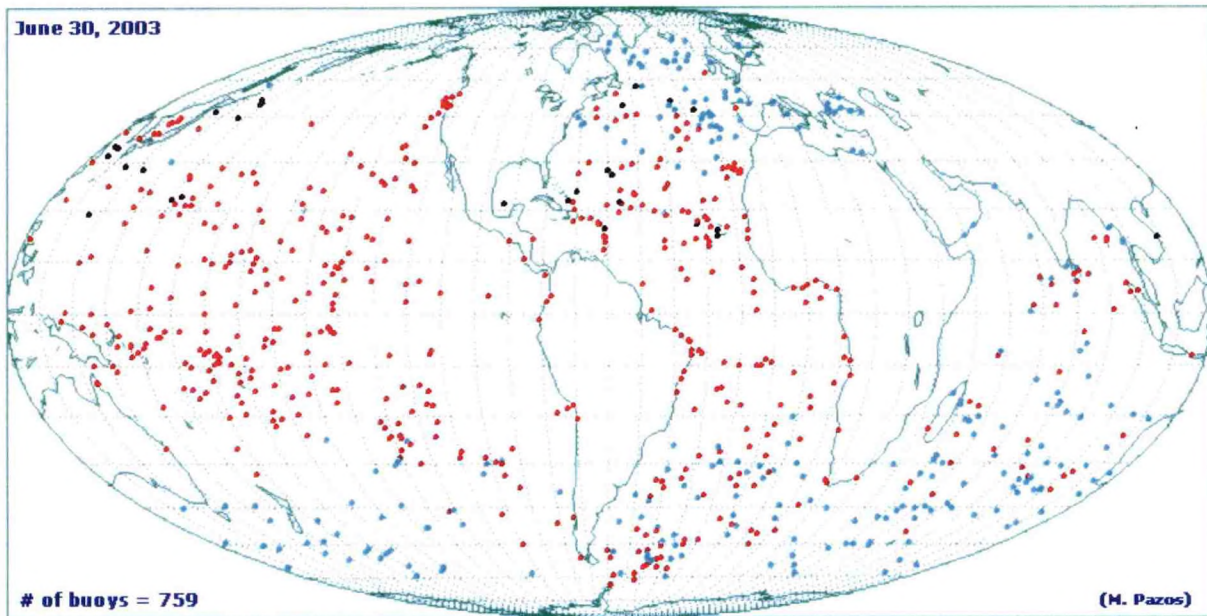 June 30, 2003
# of buoys = 759
(M. Pazos)